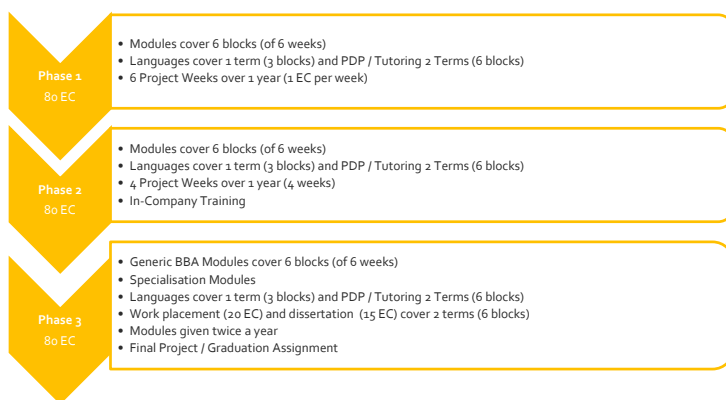 Phase 1
80 EC
• Modules cover 6 blocks (of 6 weeks)
• Languages cover 1 term (3 blocks) and PDP / Tutoring 2 Terms (6 blocks)
• 6 Project Weeks over 1 year (1 EC per week)
Phase 2
80 EC
• Modules cover 6 blocks (of 6 weeks)
• Languages cover 1 term (3 blocks) and PDP / Tutoring 2 Terms (6 blocks)
• 4 Project Weeks over 1 year (4 weeks)
• In-Company Training
Phase 3
80 EC
• Generic BBA Modules cover 6 blocks (of 6 weeks)
• Specialisation Modules
• Languages cover 1 term (3 blocks) and PDP / Tutoring 2 Terms (6 blocks)
• Work placement (20 EC) and dissertation (15 EC) cover 2 terms (6 blocks)
• Modules given twice a year
• Final Project / Graduation Assignment